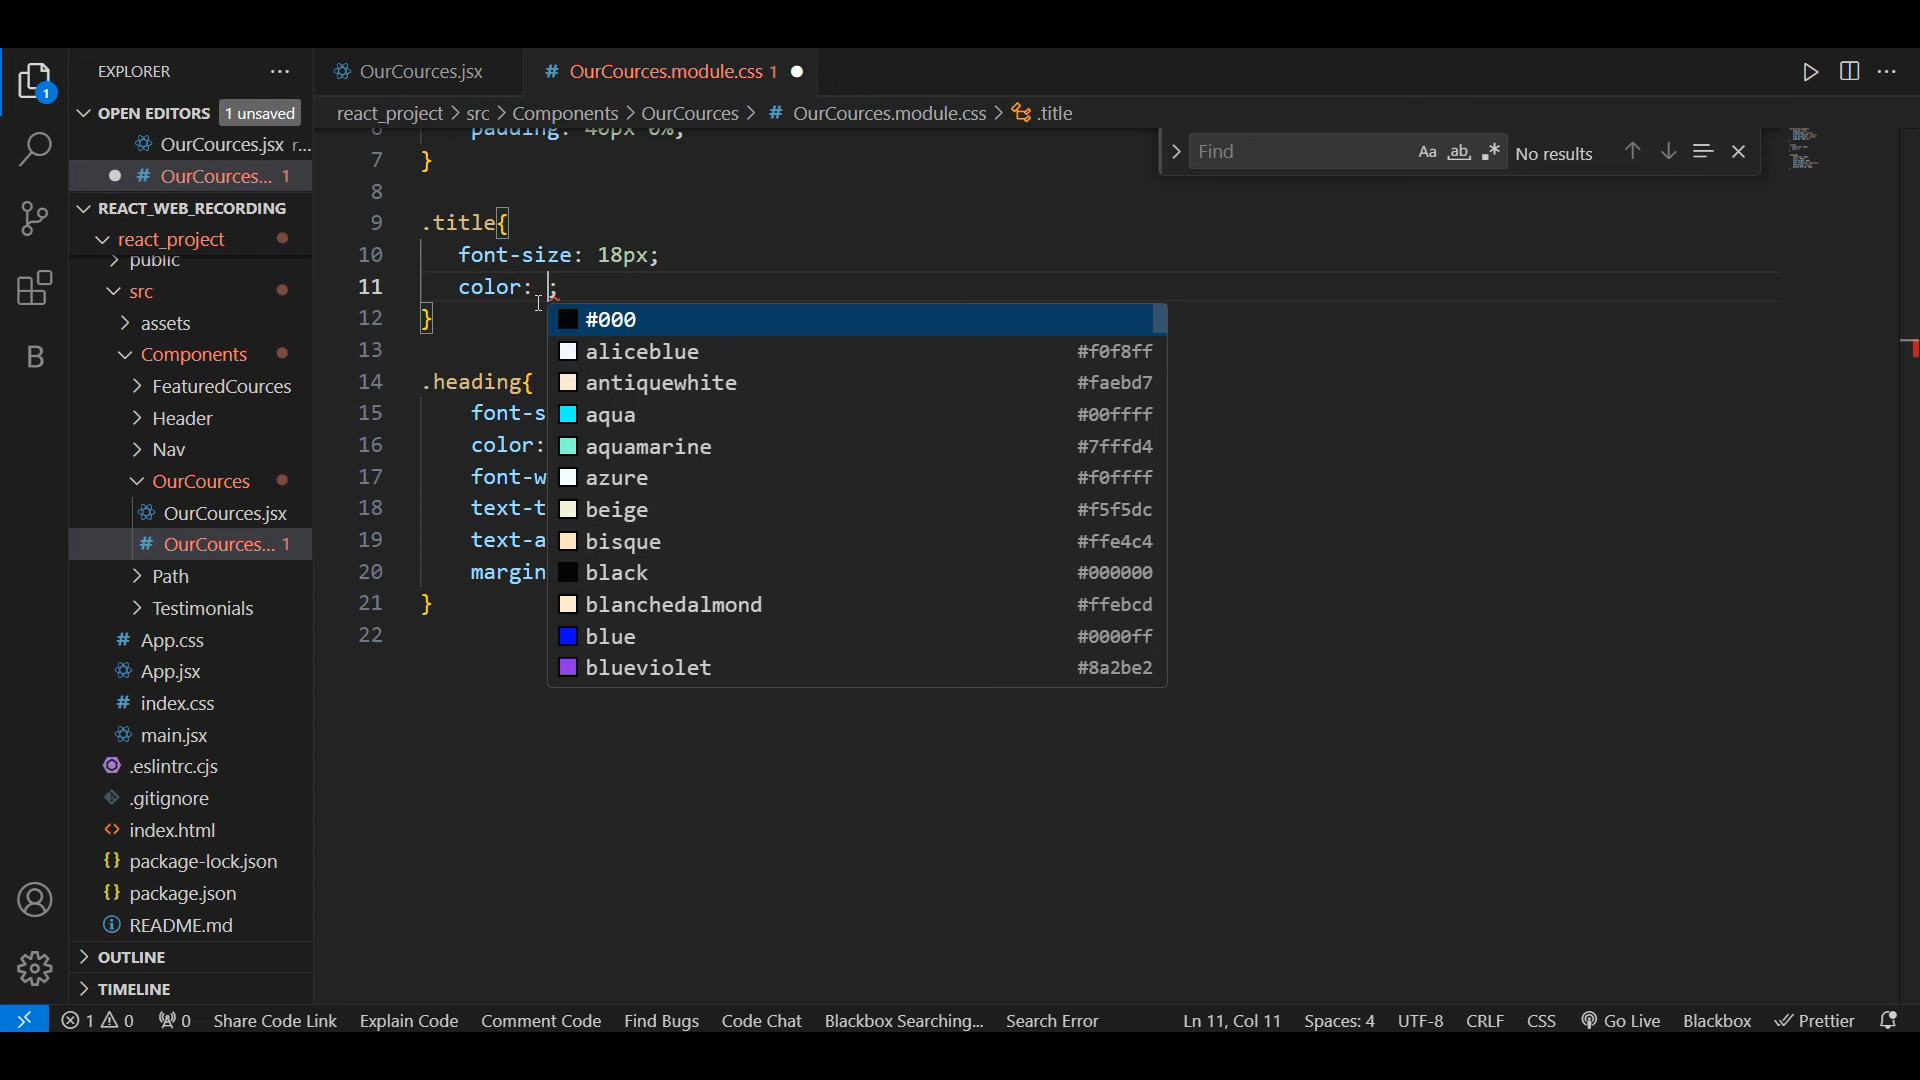 EXPLORER ...
OPEN EDITORS 1 unsaved
OurCources.jsx r...
OurCources... 1
REACT_WEB_RECORDING
react_project
public
src
assets
Components
FeaturedCources
Header
Nav
OurCources
OurCources.jsx
OurCources... 1
Path
Testimonials
App.css
App.jsx
index.css
main.jsx
.eslintrc.cjs
.gitignore
index.html
package-lock.json
package.json
README.md
OUTLINE
TIMELINE
OurCources.jsx
OurCources.module.css 1
react_project > src > Components > OurCources > # OurCources.module.css > .title
Find Aa ab No results
6 padding: 40px 0%;
7 }
8
9 .title{
10 font-size: 18px;
11 color: ;
12 }
13
14 .heading{
15 font-s
16 color:
17 font-w
18 text-t
19 text-a
20 margin
21 }
22
#000
aliceblue #f0f8ff
antiquewhite #faebd7
aqua #00ffff
aquamarine #7fffd4
azure #f0ffff
beige #f5f5dc
bisque #ffe4c4
black #000000
blanchedalmond #ffebcd
blue #0000ff
blueviolet #8a2be2
1 0 0 Share Code Link Explain Code Comment Code Find Bugs Code Chat Blackbox Searching... Search Error Ln 11, Col 11 Spaces: 4 UTF-8 CRLF CSS Go Live Blackbox Prettier